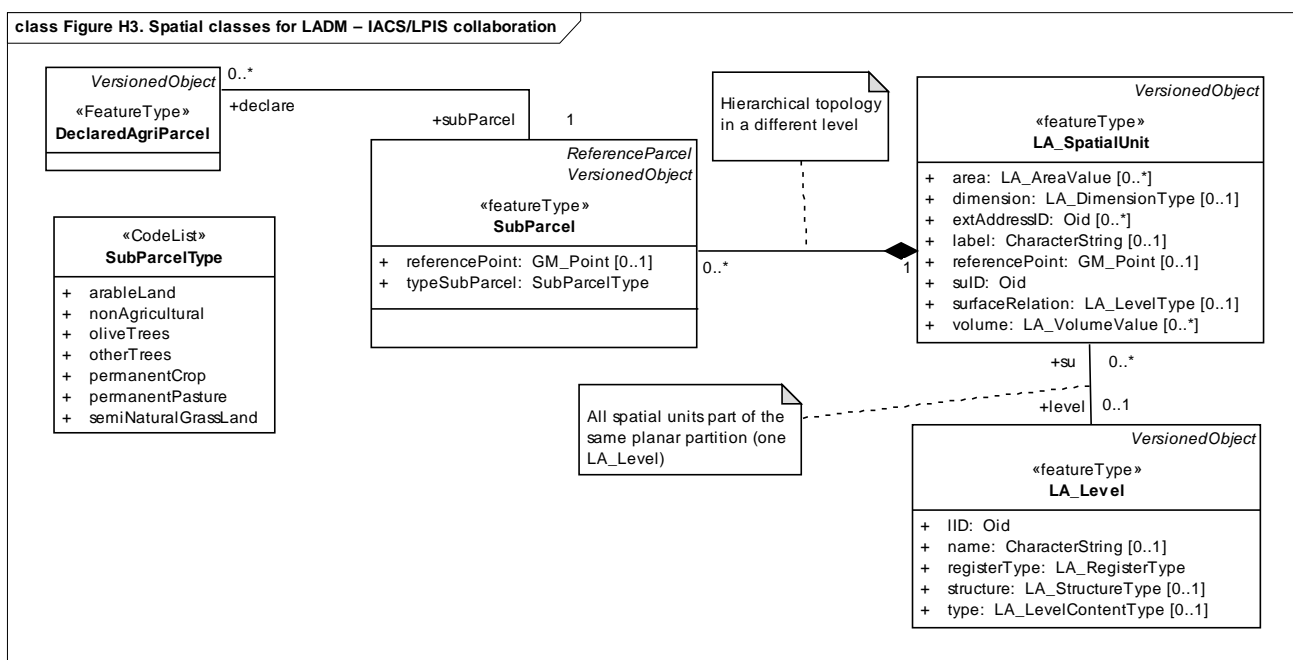 class Figure H3. Spatial classes for LADM – IACS/LPIS collaboration
VersionedObject
«FeatureType»
DeclaredAgriParcel
0..*
+declare
+subParcel
1
«CodeList»
SubParcelType
+ arableLand
+ nonAgricultural
+ oliveTrees
+ otherTrees
+ permanentCrop
+ permanentPasture
+ semiNaturalGrassLand
ReferenceParcel
VersionedObject
«featureType»
SubParcel
+ referencePoint: GM_Point [0..1]
+ typeSubParcel: SubParcelType
Hierarchical topology
in a different level
0..*
1
VersionedObject
«featureType»
LA_SpatialUnit
+ area: LA_AreaValue [0..*]
+ dimension: LA_DimensionType [0..1]
+ extAddressID: Oid [0..*]
+ label: CharacterString [0..1]
+ referencePoint: GM_Point [0..1]
+ suID: Oid
+ surfaceRelation: LA_LevelType [0..1]
+ volume: LA_VolumeValue [0..*]
+su
0..*
All spatial units part of the
same planar partition (one
LA_Level)
+level
0..1
VersionedObject
«featureType»
LA_Level
+ lID: Oid
+ name: CharacterString [0..1]
+ registerType: LA_RegisterType
+ structure: LA_StructureType [0..1]
+ type: LA_LevelContentType [0..1]